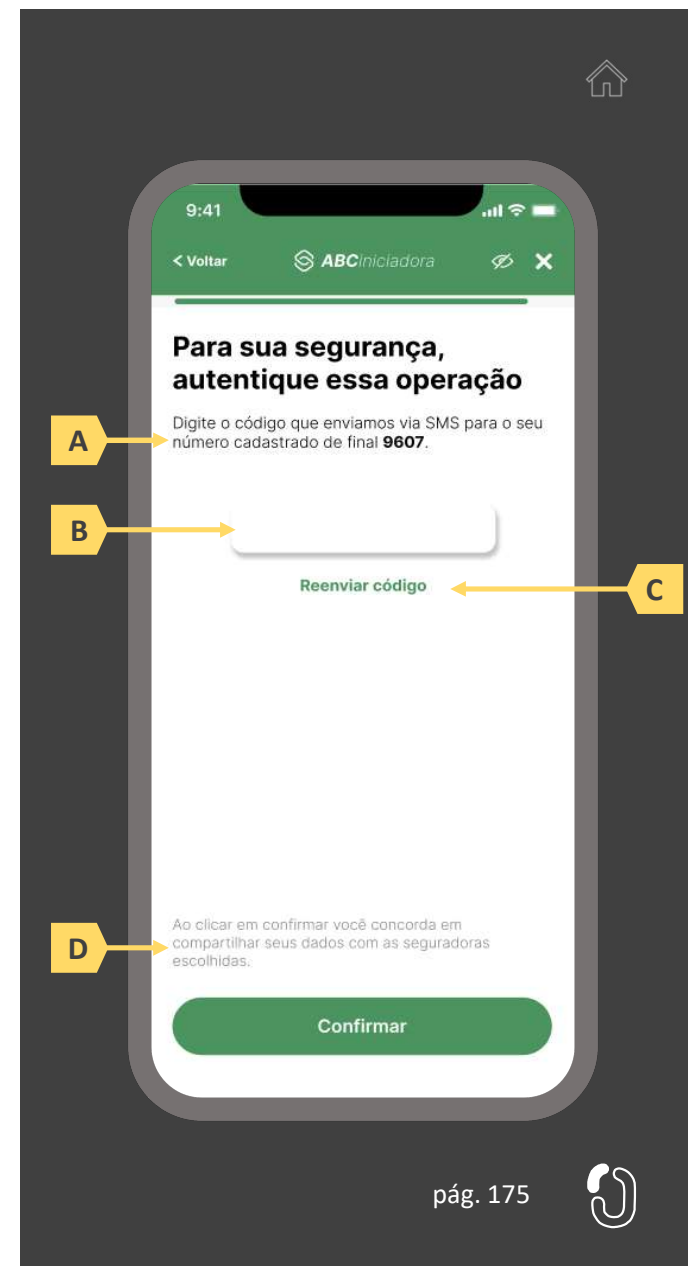 9:41
< Voltar
ABCIniciadora
Para sua segurança,
autentique essa operação
Digite o código que enviamos via SMS para o seu
número cadastrado de final 9607.
A
B
Reenviar código
C
Ao clicar em confirmar você concorda em
compartilhar seus dados com as seguradoras
escolhidas.
D
Confirmar
pág. 175